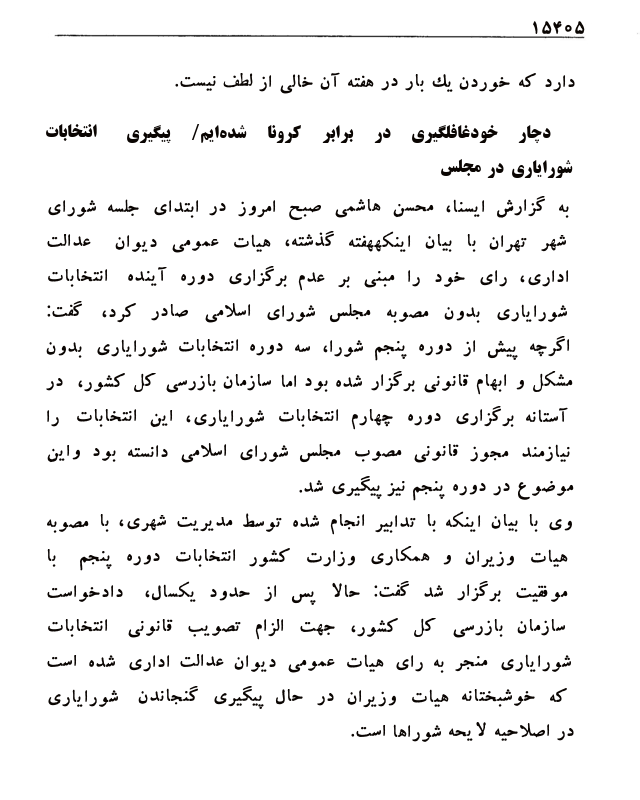 ۱۵۴۰۵
دارد که خوردن یك بار در هفته آن خالی از لطف نیست.
دچار خودغافلگیری در برابر کرونا شده‌ایم/ پیگیری انتخابات
شورایاری در مجلس
به گزارش ایسنا، محسن هاشمی صبح امروز در ابتدای جلسه شورای
شهر تهران با بیان اینکههفته گذشته، هیات عمومی دیوان عدالت
اداری، رای خود را مبنی بر عدم برگزاری دوره آینده انتخابات
شورایاری بدون مصوبه مجلس شورای اسلامی صادر کرد، گفت:
اگرچه پیش از دوره پنجم شورا، سه دوره انتخابات شورایاری بدون
مشکل و ابهام قانونی برگزار شده بود اما سازمان بازرسی کل کشور، در
آستانه برگزاری دوره چهارم انتخابات شورایاری، این انتخابات را
نیازمند مجوز قانونی مصوب مجلس شورای اسلامی دانسته بود واین
موضوع در دوره پنجم نیز پیگیری شد.
وی با بیان اینکه با تدابیر انجام شده توسط مدیریت شهری، با مصوبه
هیات وزیران و همکاری وزارت کشور انتخابات دوره پنجم با
موفقیت برگزار شد گفت: حالا پس از حدود یکسال، دادخواست
سازمان بازرسی کل کشور، جهت الزام تصویب قانونی انتخابات
شورایاری منجر به رای هیات عمومی دیوان عدالت اداری شده است
که خوشبختانه هیات وزیران در حال پیگیری گنجاندن شورایاری
در اصلاحیه لایحه شوراها است.